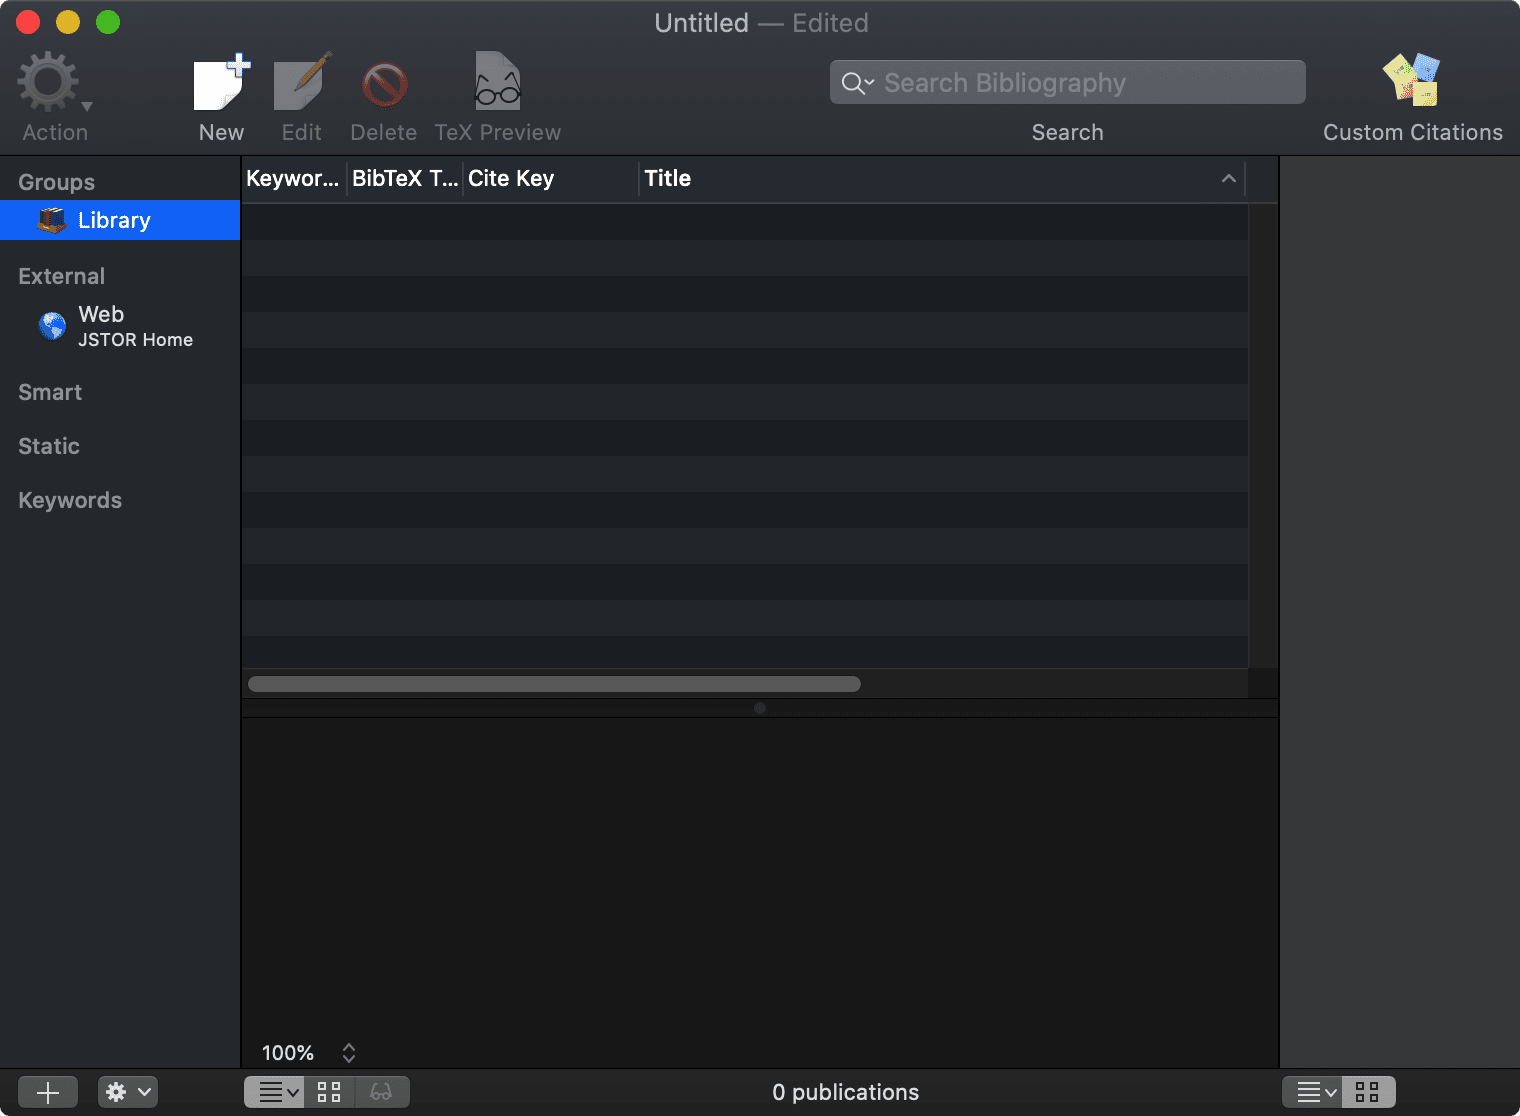 Untitled — Edited
Action
New
Edit
Delete
TeX Preview
Search Bibliography
Search
Custom Citations
Groups
Library
External
Web
JSTOR Home
Smart
Static
Keywords
Keywor...
BibTeX T...
Cite Key
Title
100%
0 publications